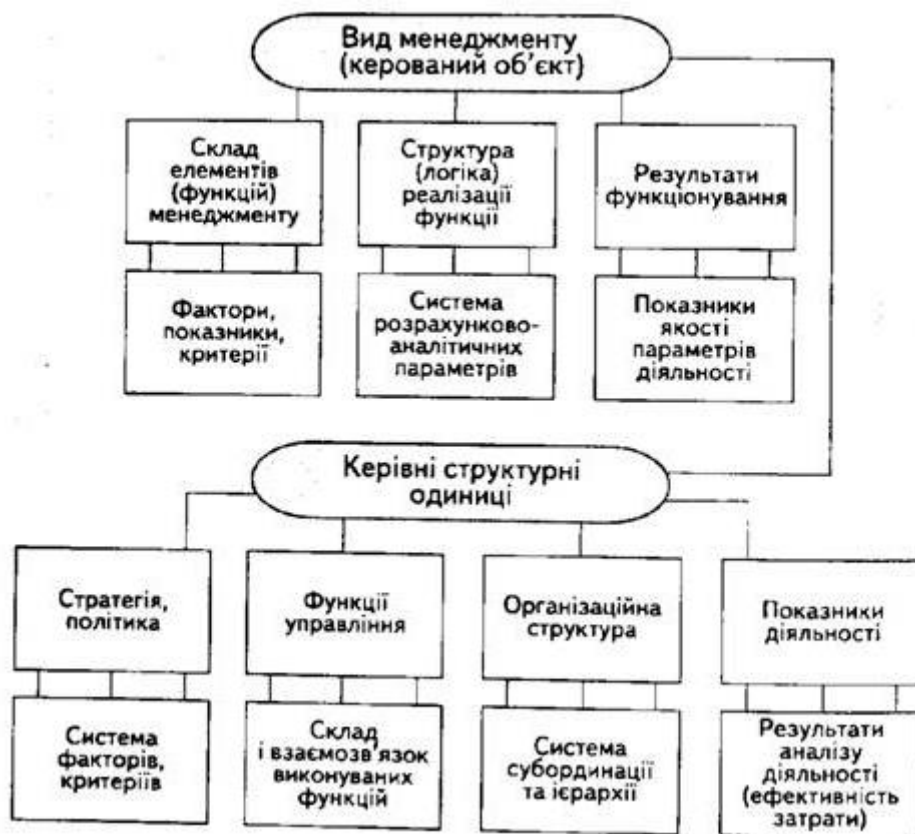 Вид менеджменту
(керований об'єкт)
Склад
елементів
(функцій)
менеджменту
Структура
(логіка)
реалізації
функції
Результати
функціонування
Фактори,
показники,
критерії
Система
розрахунково-
аналітичних
параметрів
Показники
якості
параметрів
діяльності
Керівні структурні
одиниці
Стратегія,
політика
Функції
управління
Організаційна
структура
Показники
діяльності
Система
факторів,
критеріїв
Склад
і взаємозв'язок
виконуваних
функцій
Система
субординації
та ієрархії
Результати
аналізу
діяльності
(ефективність
затрати)